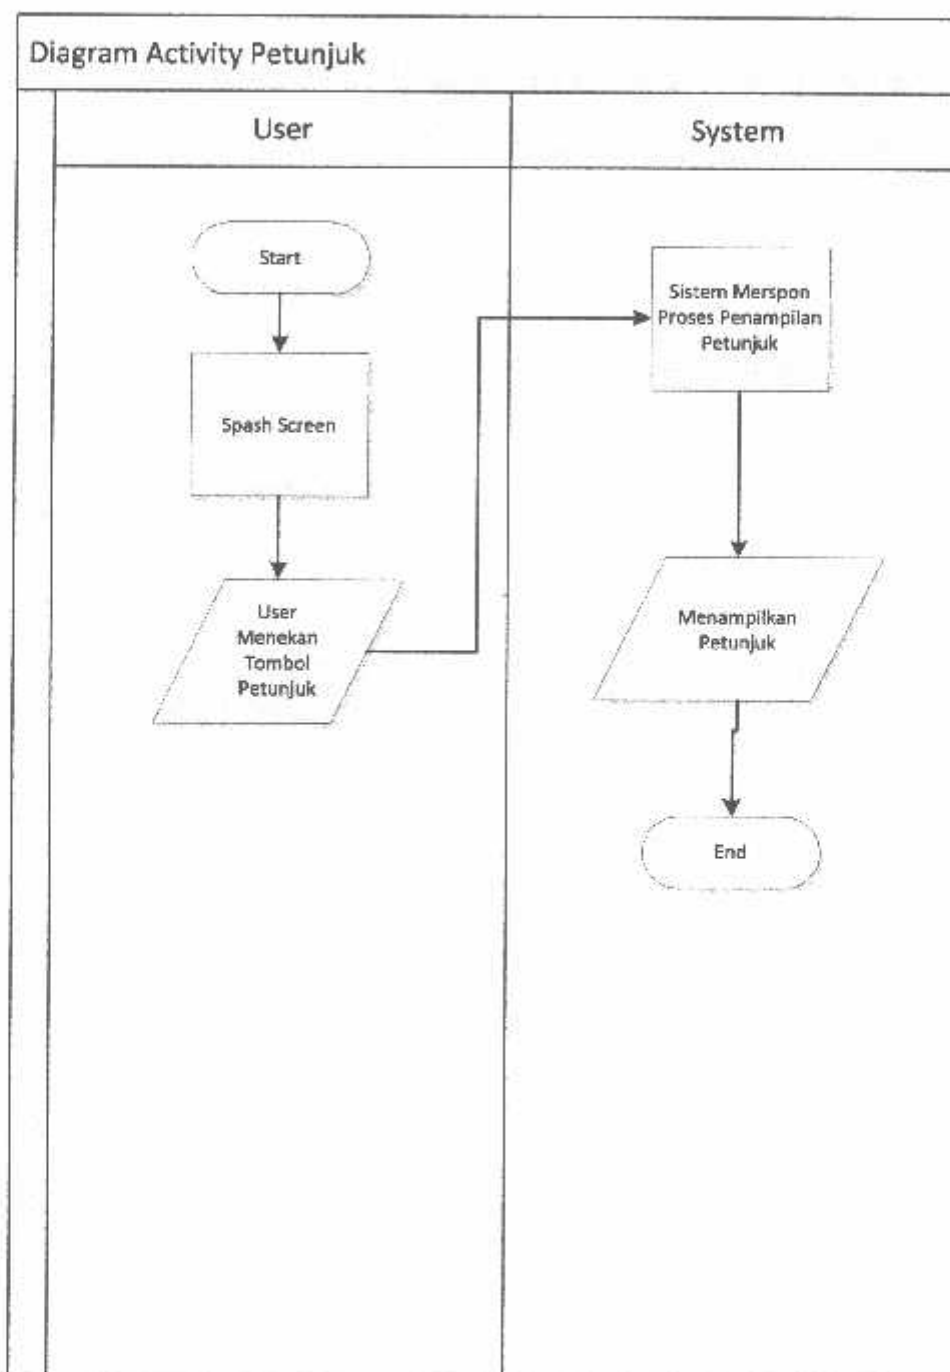 Diagram Activity Petunjuk
User
System
Start
Spash Screen
User
Menekan
Tombol
Petunjuk
Sistem Merspon
Proses Penampilan
Petunjuk
Menampilkan
Petunjuk
End